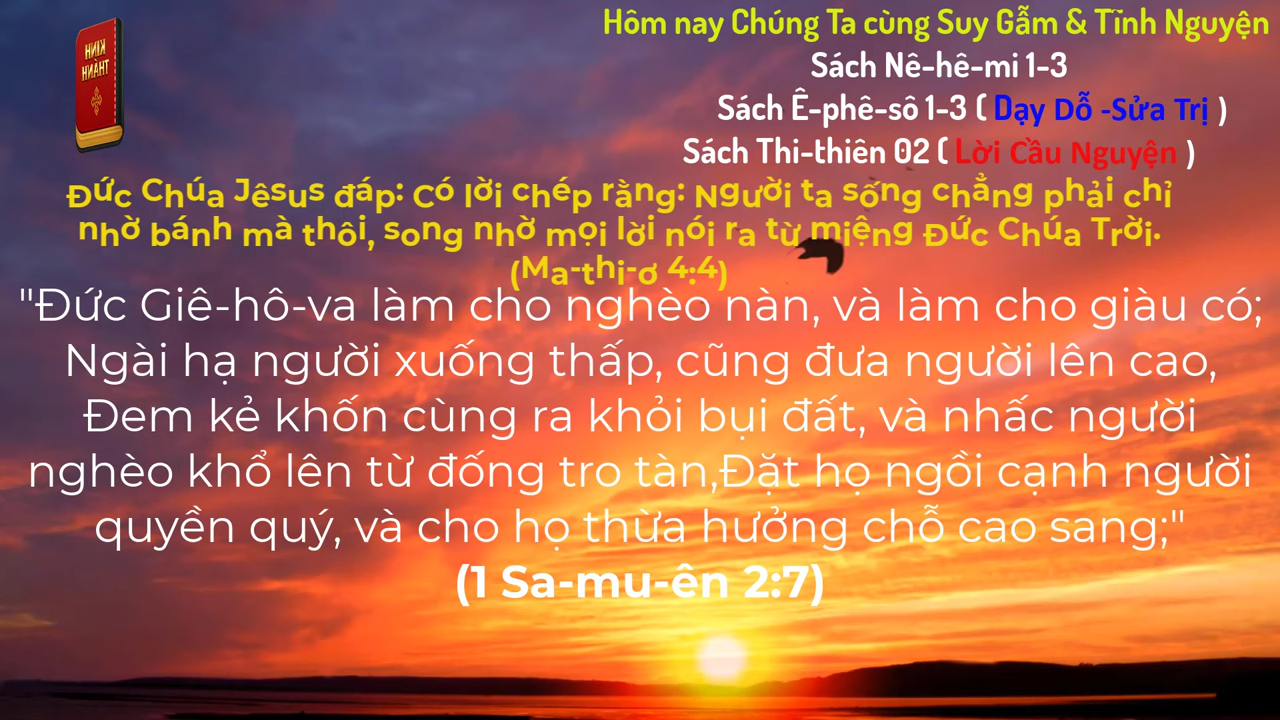 KINH
THÁNH
Hôm nay Chúng Ta cùng Suy Gẫm & Tĩnh Nguyện
Sách Nê-hê-mi 1-3
Sách Ê-phê-sô 1-3 ( Dạy Dỗ -Sửa Trị )
Sách Thi-thiên 02 ( Lời Cầu Nguyện )
Đức Chúa Jêsus đáp: Có lời chép rằng: Người ta sống chẳng phải chỉ
nhờ bánh mà thôi, song nhờ mọi lời nói ra từ miệng Đức Chúa Trời.
(Ma-thi-ơ 4:4)
"Đức Giê-hô-va làm cho nghèo nàn, và làm cho giàu có;
Ngài hạ người xuống thấp, cũng đưa người lên cao,
Đem kẻ khốn cùng ra khỏi bụi đất, và nhấc người
nghèo khổ lên từ đống tro tàn,Đặt họ ngồi cạnh người
quyền quý, và cho họ thừa hưởng chỗ cao sang;"
(1 Sa-mu-ên 2:7)